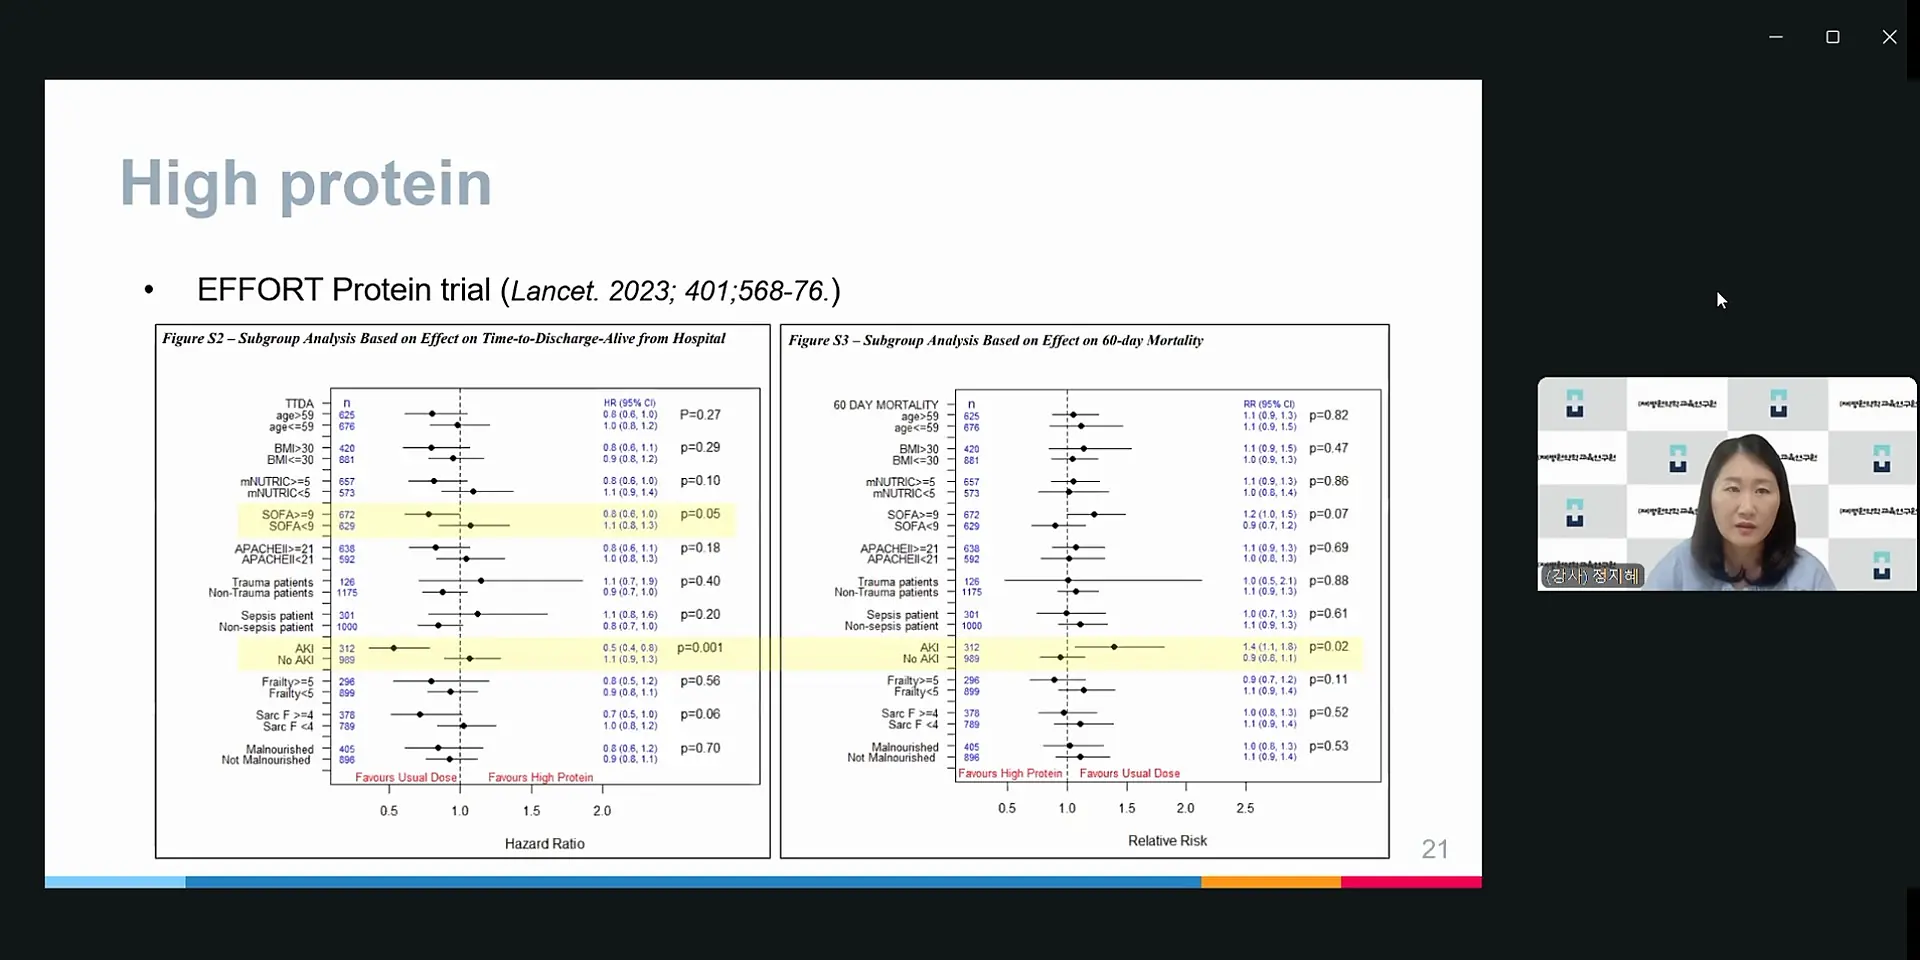 High protein
• EFFORT Protein trial (Lancet. 2023; 401;568-76.)
Figure S2 – Subgroup Analysis Based on Effect on Time-to-Discharge-Alive from Hospital
TTDA n HR (95% CI)
age>59 625 0.8 (0.6, 1.0) P=0.27
age<=59 676 1.0 (0.8, 1.2)
BMI>30 420 0.8 (0.6, 1.1) p=0.29
BMI<=30 881 0.9 (0.8, 1.2)
mNUTRIC>=5 657 0.8 (0.6, 1.0) p=0.10
mNUTRIC<5 573 1.1 (0.9, 1.4)
SOFA>=9 672 0.8 (0.6, 1.0) p=0.05
SOFA<9 629 1.1 (0.8, 1.3)
APACHEII>=21 638 0.8 (0.6, 1.1) p=0.18
APACHEII<21 592 1.0 (0.8, 1.3)
Trauma patients 126 1.1 (0.7, 1.9) p=0.40
Non-Trauma patients 1175 0.9 (0.7, 1.0)
Sepsis patient 301 1.1 (0.8, 1.6) p=0.20
Non-sepsis patient 1000 0.8 (0.7, 1.0)
AKI 312 0.5 (0.4, 0.8) p=0.001
No AKI 989 1.1 (0.9, 1.3)
Frailty>=5 296 0.8 (0.5, 1.2) p=0.56
Frailty<5 899 0.9 (0.8, 1.1)
Sarc F >=4 378 0.7 (0.5, 1.0) p=0.06
Sarc F <4 789 1.0 (0.8, 1.2)
Malnourished 405 0.8 (0.6, 1.2) p=0.70
Not Malnourished 896 0.9 (0.8, 1.1)
Favours Usual Dose Favours High Protein
0.5 1.0 1.5 2.0
Hazard Ratio
Figure S3 – Subgroup Analysis Based on Effect on 60-day Mortality
60 DAY MORTALITY n RR (95% CI)
age>59 625 1.1 (0.9, 1.3) p=0.82
age<=59 676 1.1 (0.9, 1.5)
BMI>30 420 1.1 (0.9, 1.5) p=0.47
BMI<=30 881 1.0 (0.9, 1.3)
mNUTRIC>=5 657 1.1 (0.9, 1.3) p=0.86
mNUTRIC<5 573 1.0 (0.8, 1.4)
SOFA>=9 672 1.2 (1.0, 1.5) p=0.07
SOFA<9 629 0.9 (0.7, 1.2)
APACHEII>=21 638 1.1 (0.9, 1.3) p=0.69
APACHEII<21 592 1.0 (0.8, 1.3)
Trauma patients 126 1.0 (0.5, 2.1) p=0.88
Non-Trauma patients 1175 1.1 (0.9, 1.3)
Sepsis patient 301 1.0 (0.7, 1.3) p=0.61
Non-sepsis patient 1000 1.1 (0.9, 1.3)
AKI 312 1.4 (1.1, 1.8) p=0.02
No AKI 989 0.9 (0.8, 1.1)
Frailty>=5 296 0.9 (0.7, 1.2) p=0.11
Frailty<5 899 1.1 (0.9, 1.4)
Sarc F >=4 378 1.0 (0.8, 1.3) p=0.52
Sarc F <4 789 1.1 (0.9, 1.4)
Malnourished 405 1.0 (0.8, 1.3) p=0.53
Not Malnourished 896 1.1 (0.9, 1.4)
Favours High Protein Favours Usual Dose
0.5 1.0 1.5 2.0 2.5
Relative Risk
21
(강사) 정지혜